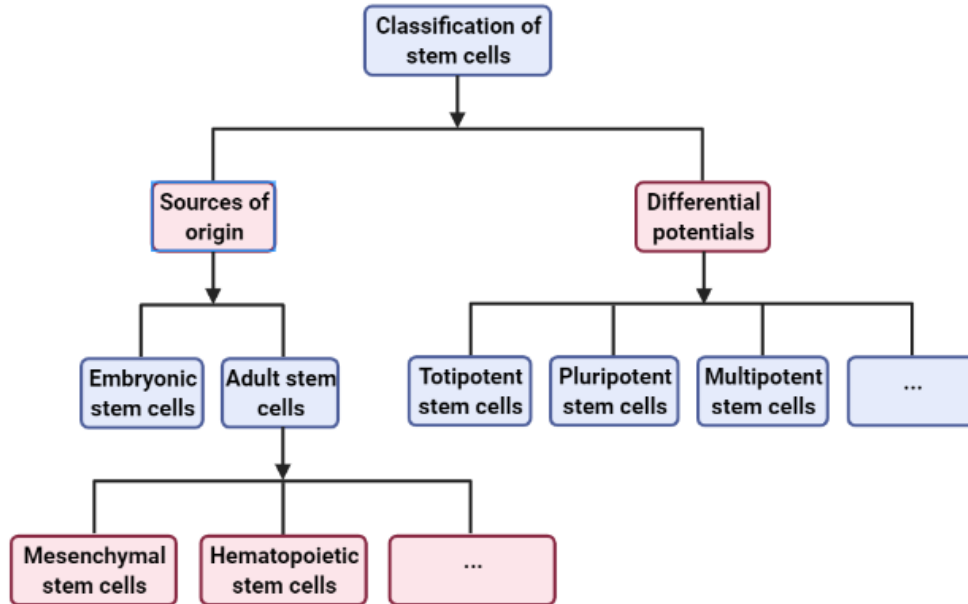 Classification of
stem cells
Sources of
origin
Differential
potentials
Embryonic
stem cells
Adult stem
cells
Totipotent
stem cells
Pluripotent
stem cells
Multipotent
stem cells
...
Mesenchymal
stem cells
Hematopoietic
stem cells
...